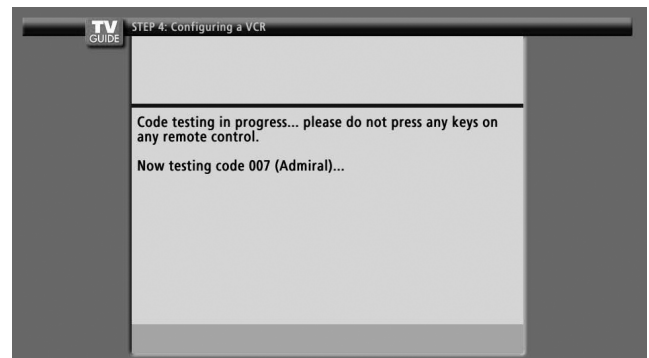 TV
GUIDE
STEP 4: Configuring a VCR
Code testing in progress... please do not press any keys on
any remote control.
Now testing code 007 (Admiral)...